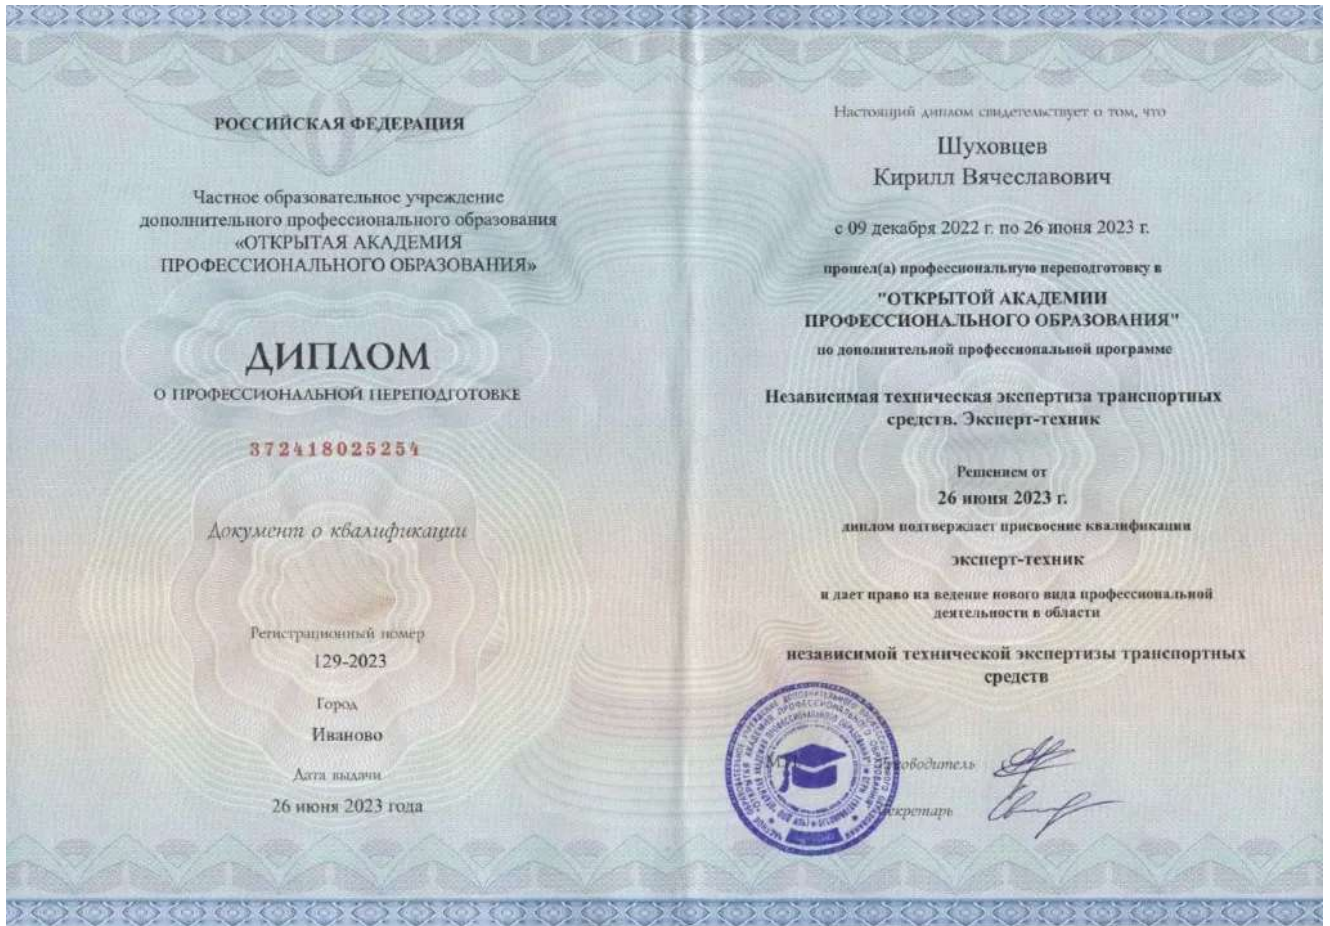 РОССИЙСКАЯ ФЕДЕРАЦИЯ
Частное образовательное учреждение
дополнительного профессионального образования
«ОТКРЫТАЯ АКАДЕМИЯ
ПРОФЕССИОНАЛЬНОГО ОБРАЗОВАНИЯ»
ДИПЛОМ
О ПРОФЕССИОНАЛЬНОЙ ПЕРЕПОДГОТОВКЕ
372418025254
Документ о квалификации
Регистрационный номер
129-2023
Город
Иваново
Дата выдачи
26 июня 2023 года
Настоящий диплом свидетельствует о том, что
Шуховцев
Кирилл Вячеславович
с 09 декабря 2022 г. по 26 июня 2023 г.
прошел(а) профессиональную переподготовку в
"ОТКРЫТОЙ АКАДЕМИИ
ПРОФЕССИОНАЛЬНОГО ОБРАЗОВАНИЯ"
по дополнительной профессиональной программе
Независимая техническая экспертиза транспортных
средств. Эксперт-техник
Решением от
26 июня 2023 г.
диплом подтверждает присвоение квалификации
эксперт-техник
и дает право на ведение нового вида профессиональной
деятельности в области
независимой технической экспертизы транспортных
средств
М.П.
Руководитель
Секретарь